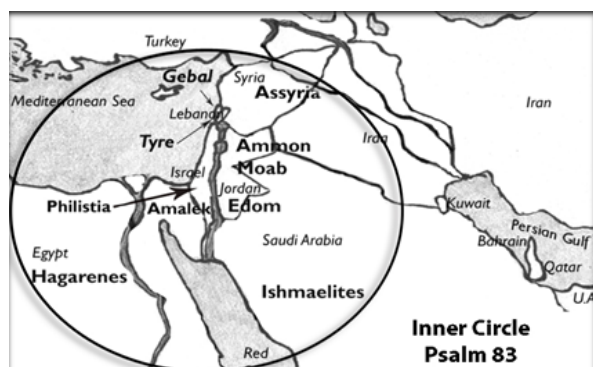 Turkey
Gebal
Syria
Mediterranean Sea
Assyria
Lebanon
Iran
Tyre
Ammon
Iraq
Moab
Israel
Jordan
Philistia
Amalek
Edom
Kuwait
Persian Gulf
Egypt
Saudi Arabia
Bahrain
Hagarenes
Qatar
Ishmaelites
U.A
Inner Circle
Red
Psalm 83